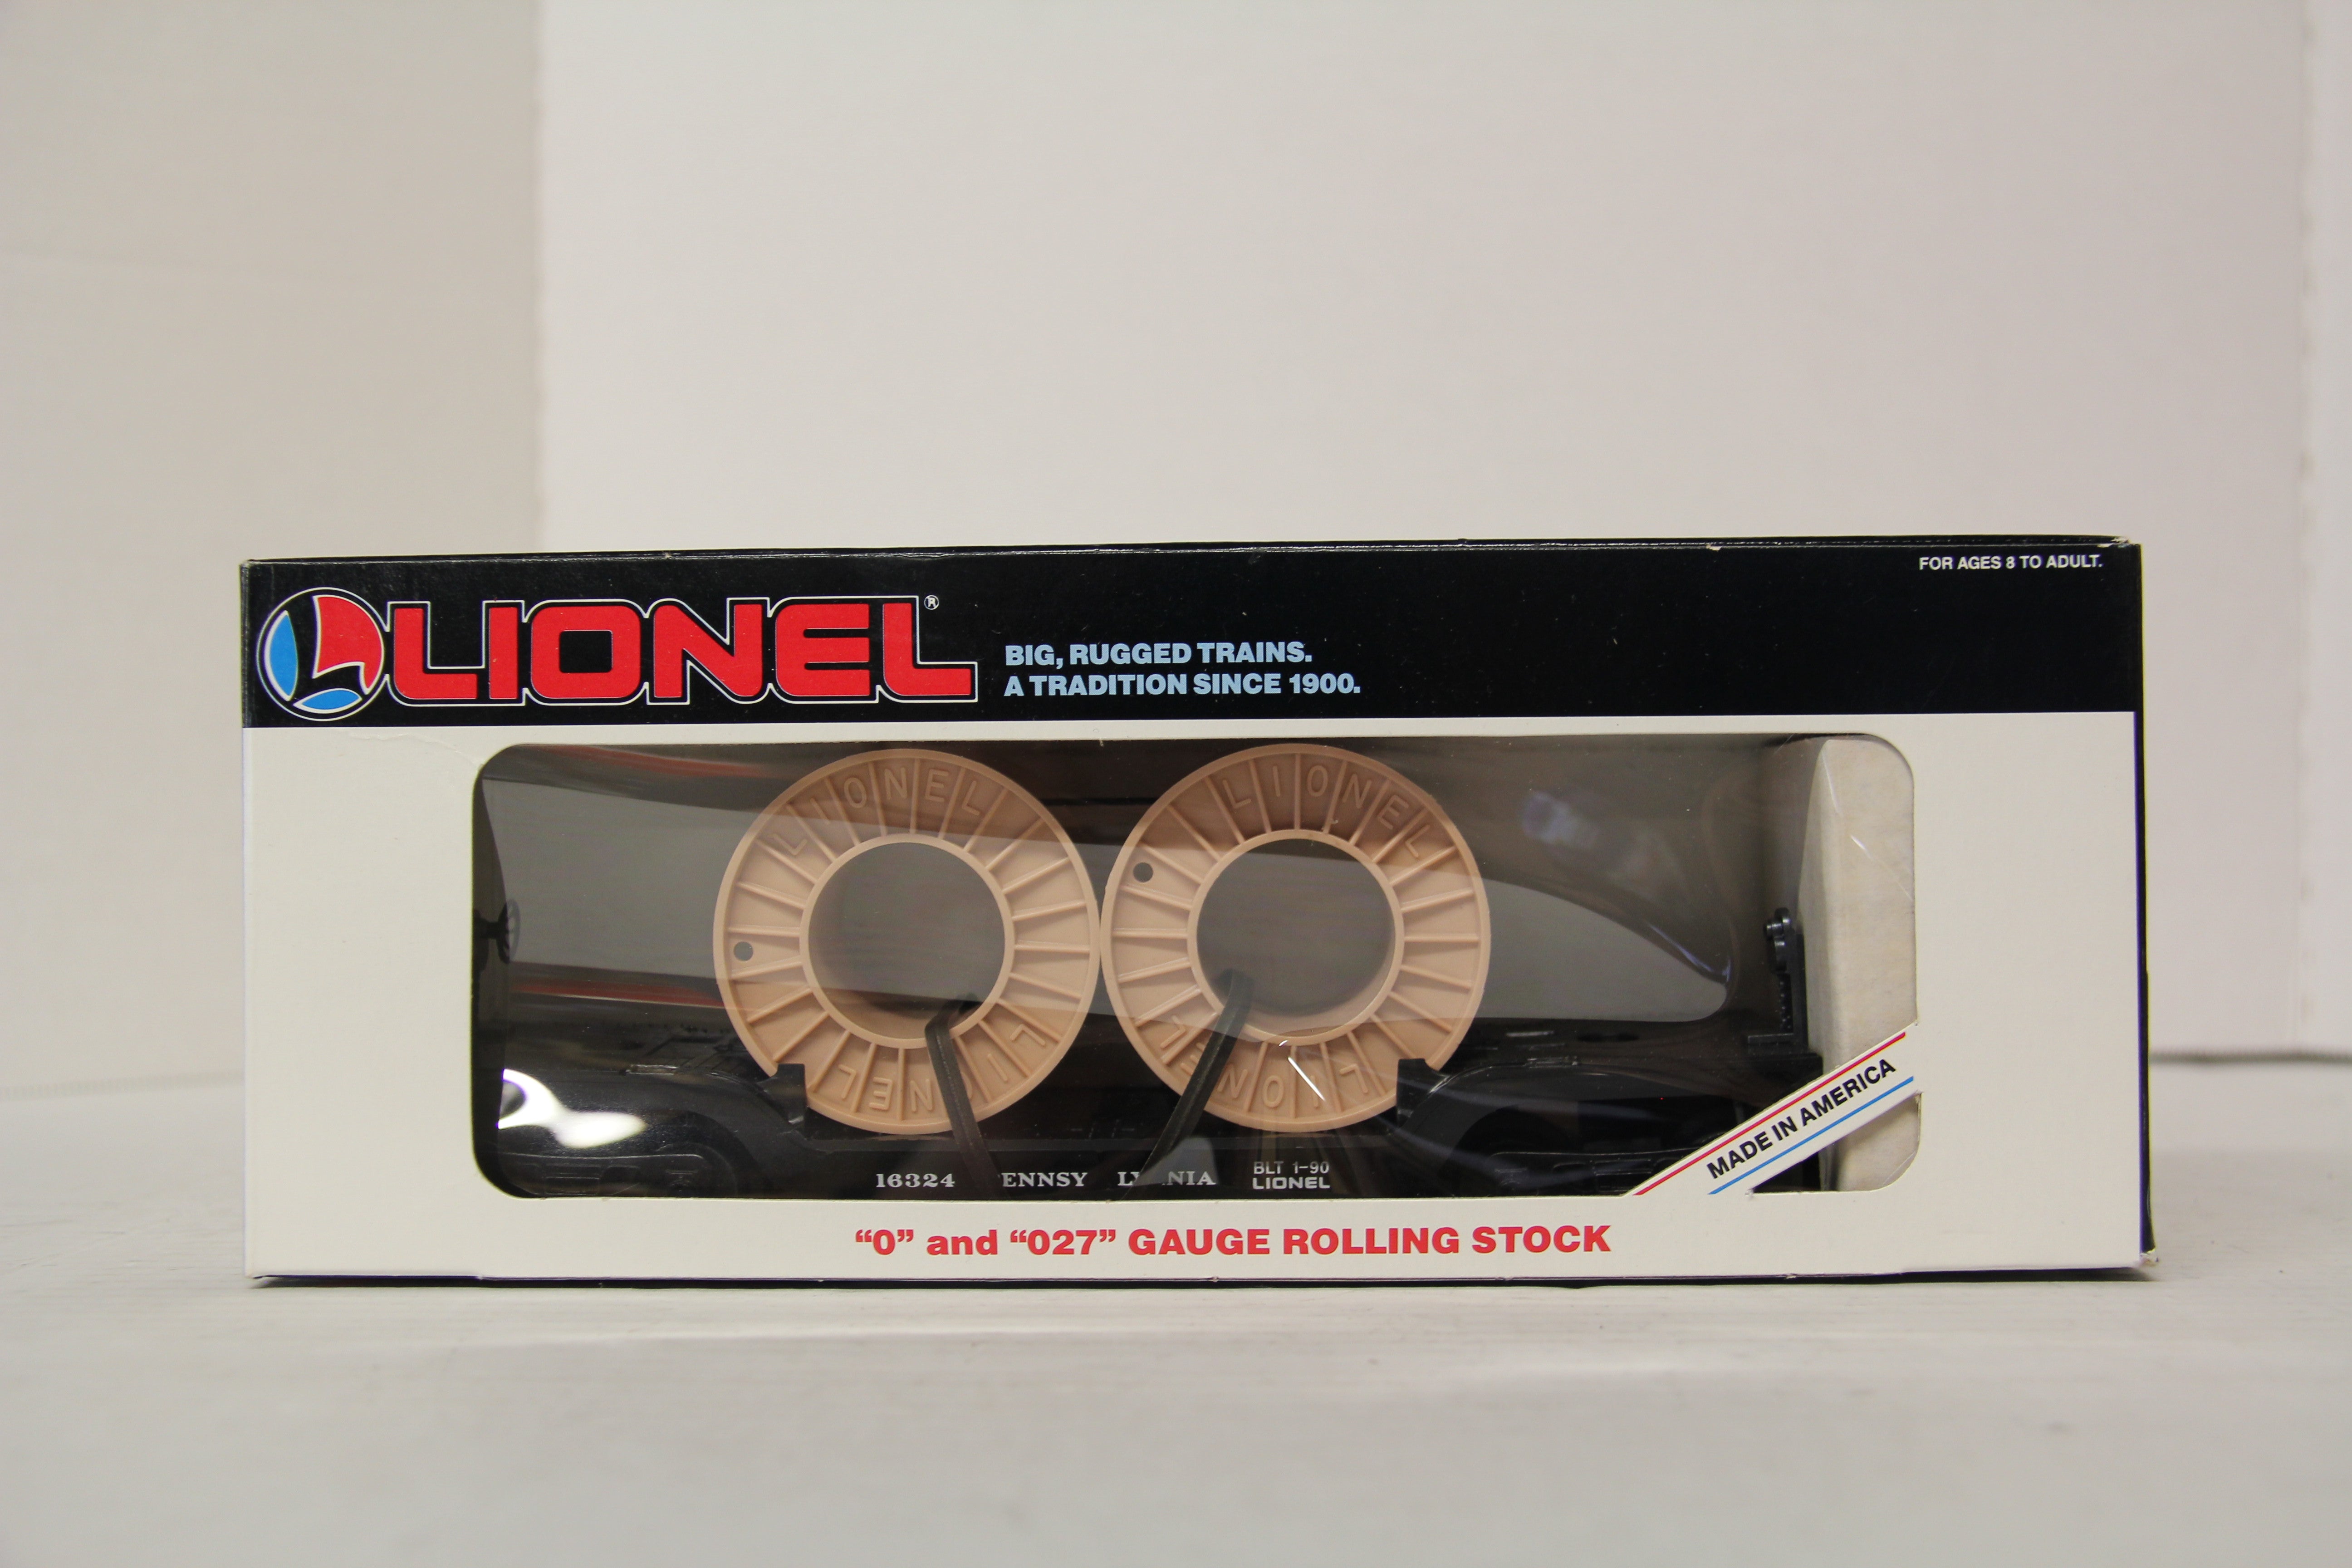 FOR AGES 8 TO ADULT.
LIONEL®
BIG, RUGGED TRAINS.
A TRADITION SINCE 1900.
LIONEL LIONEL
LIONEL LIONEL
MADE IN AMERICA
16324 ENNSY L NIA BLT 1-90
LIONEL
"0" and "027" GAUGE ROLLING STOCK